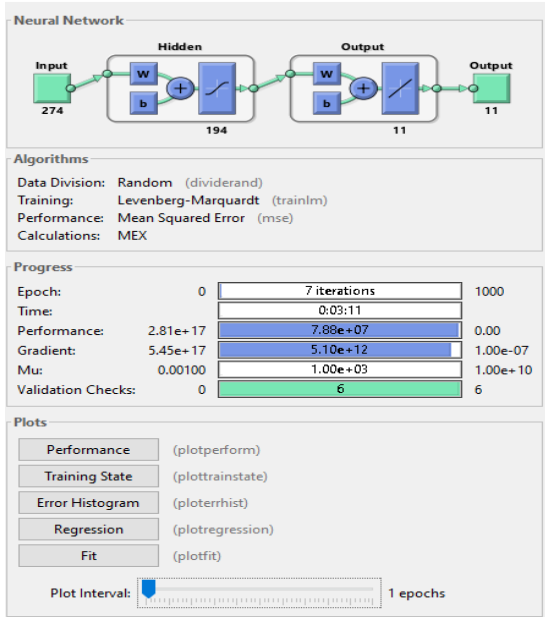 Neural Network
Hidden Output
Input Output
W W
b b
+ +
274 194 11 11
Algorithms
Data Division: Random (dividerand)
Training: Levenberg-Marquardt (trainlm)
Performance: Mean Squared Error (mse)
Calculations: MEX
Progress
Epoch: 0 7 iterations 1000
Time: 0:03:11
Performance: 2.81e+17 7.88e+07 0.00
Gradient: 5.45e+17 5.10e+12 1.00e-07
Mu: 0.00100 1.00e+03 1.00e+10
Validation Checks: 0 6 6
Plots
Performance (plotperform)
Training State (plottrainstate)
Error Histogram (ploterrhist)
Regression (plotregression)
Fit (plotfit)
Plot Interval: 1 epochs